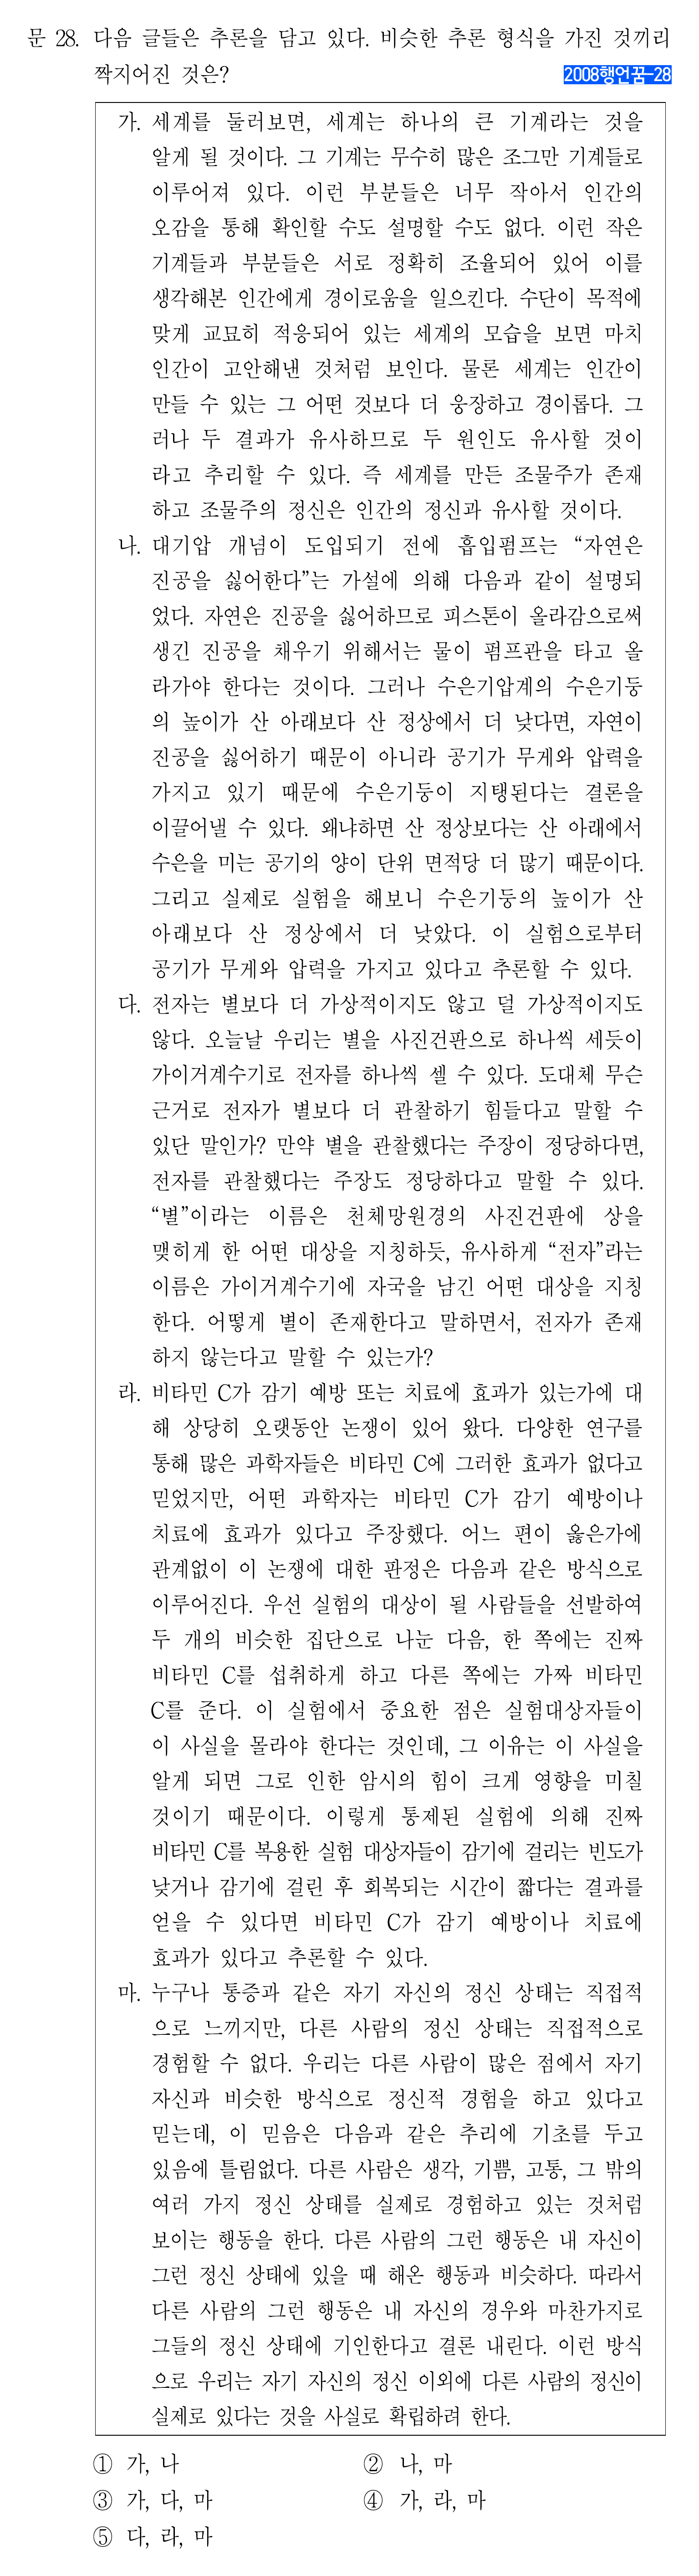 문 28. 다음 글들은 추론을 담고 있다. 비슷한 추론 형식을 가진 것끼리
짝지어진 것은?
2008행언꿈-28
가. 세계를 둘러보면, 세계는 하나의 큰 기계라는 것을
알게 될 것이다. 그 기계는 무수히 많은 조그만 기계들로
이루어져 있다. 이런 부분들은 너무 작아서 인간의
오감을 통해 확인할 수도 설명할 수도 없다. 이런 작은
기계들과 부분들은 서로 정확히 조율되어 있어 이를
생각해본 인간에게 경이로움을 일으킨다. 수단이 목적에
맞게 교묘히 적응되어 있는 세계의 모습을 보면 마치
인간이 고안해낸 것처럼 보인다. 물론 세계는 인간이
만들 수 있는 그 어떤 것보다 더 웅장하고 경이롭다. 그
러나 두 결과가 유사하므로 두 원인도 유사할 것이
라고 추리할 수 있다. 즉 세계를 만든 조물주가 존재
하고 조물주의 정신은 인간의 정신과 유사할 것이다.
나. 대기압 개념이 도입되기 전에 흡입펌프는 “자연은
진공을 싫어한다”는 가설에 의해 다음과 같이 설명되
었다. 자연은 진공을 싫어하므로 피스톤이 올라감으로써
생긴 진공을 채우기 위해서는 물이 펌프관을 타고 올
라가야 한다는 것이다. 그러나 수은기압계의 수은기둥
의 높이가 산 아래보다 산 정상에서 더 낮다면, 자연이
진공을 싫어하기 때문이 아니라 공기가 무게와 압력을
가지고 있기 때문에 수은기둥이 지탱된다는 결론을
이끌어낼 수 있다. 왜냐하면 산 정상보다는 산 아래에서
수은을 미는 공기의 양이 단위 면적당 더 많기 때문이다.
그리고 실제로 실험을 해보니 수은기둥의 높이가 산
아래보다 산 정상에서 더 낮았다. 이 실험으로부터
공기가 무게와 압력을 가지고 있다고 추론할 수 있다.
다. 전자는 별보다 더 가상적이지도 않고 덜 가상적이지도
않다. 오늘날 우리는 별을 사진건판으로 하나씩 세듯이
가이거계수기로 전자를 하나씩 셀 수 있다. 도대체 무슨
근거로 전자가 별보다 더 관찰하기 힘들다고 말할 수
있단 말인가? 만약 별을 관찰했다는 주장이 정당하다면,
전자를 관찰했다는 주장도 정당하다고 말할 수 있다.
“별”이라는 이름은 천체망원경의 사진건판에 상을
맺히게 한 어떤 대상을 지칭하듯, 유사하게 “전자”라는
이름은 가이거계수기에 자국을 남긴 어떤 대상을 지칭
한다. 어떻게 별이 존재한다고 말하면서, 전자가 존재
하지 않는다고 말할 수 있는가?
라. 비타민 C가 감기 예방 또는 치료에 효과가 있는가에 대
해 상당히 오랫동안 논쟁이 있어 왔다. 다양한 연구를
통해 많은 과학자들은 비타민 C에 그러한 효과가 없다고
믿었지만, 어떤 과학자는 비타민 C가 감기 예방이나
치료에 효과가 있다고 주장했다. 어느 편이 옳은가에
관계없이 이 논쟁에 대한 판정은 다음과 같은 방식으로
이루어진다. 우선 실험의 대상이 될 사람들을 선발하여
두 개의 비슷한 집단으로 나눈 다음, 한 쪽에는 진짜
비타민 C를 섭취하게 하고 다른 쪽에는 가짜 비타민
C를 준다. 이 실험에서 중요한 점은 실험대상자들이
이 사실을 몰라야 한다는 것인데, 그 이유는 이 사실을
알게 되면 그로 인한 암시의 힘이 크게 영향을 미칠
것이기 때문이다. 이렇게 통제된 실험에 의해 진짜
비타민 C를 복용한 실험 대상자들이 감기에 걸리는 빈도가
낮거나 감기에 걸린 후 회복되는 시간이 짧다는 결과를
얻을 수 있다면 비타민 C가 감기 예방이나 치료에
효과가 있다고 추론할 수 있다.
마. 누구나 통증과 같은 자기 자신의 정신 상태는 직접적
으로 느끼지만, 다른 사람의 정신 상태는 직접적으로
경험할 수 없다. 우리는 다른 사람이 많은 점에서 자기
자신과 비슷한 방식으로 정신적 경험을 하고 있다고
믿는데, 이 믿음은 다음과 같은 추리에 기초를 두고
있음에 틀림없다. 다른 사람은 생각, 기쁨, 고통, 그 밖의
여러 가지 정신 상태를 실제로 경험하고 있는 것처럼
보이는 행동을 한다. 다른 사람의 그런 행동은 내 자신이
그런 정신 상태에 있을 때 해온 행동과 비슷하다. 따라서
다른 사람의 그런 행동은 내 자신의 경우와 마찬가지로
그들의 정신 상태에 기인한다고 결론 내린다. 이런 방식
으로 우리는 자기 자신의 정신 이외에 다른 사람의 정신이
실제로 있다는 것을 사실로 확립하려 한다.
① 가, 나 ② 나, 마
③ 가, 다, 마 ④ 가, 라, 마
⑤ 다, 라, 마